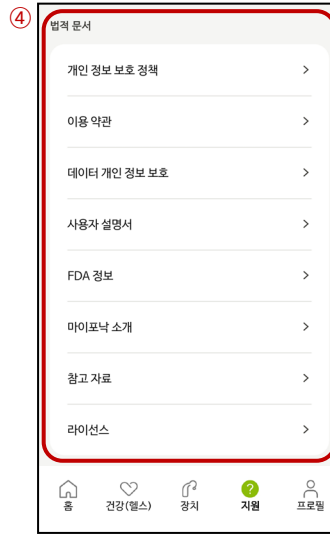 ④
법적 문서
개인 정보 보호 정책
이용 약관
데이터 개인 정보 보호
사용자 설명서
FDA 정보
마이포낙 소개
참고 자료
라이선스
홈 건강(헬스) 장치 지원 프로필